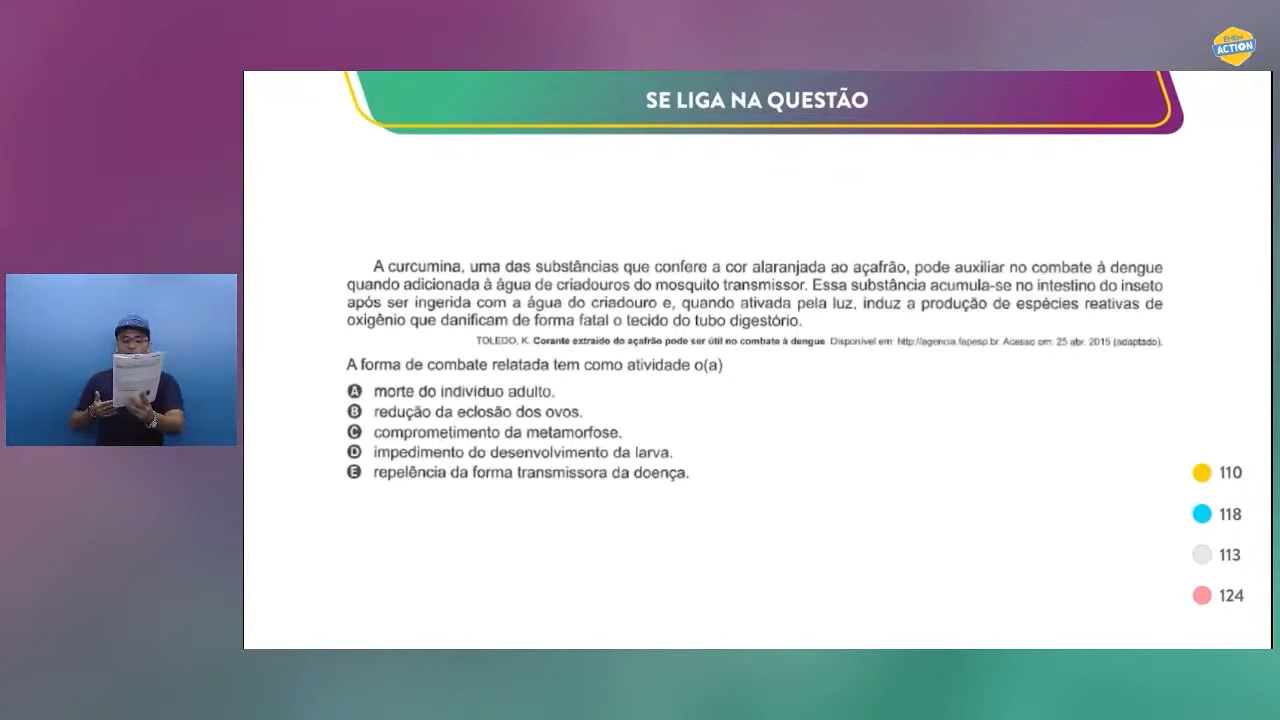 ENEM
ACTION
SE LIGA NA QUESTÃO
A curcumina, uma das substâncias que confere a cor alaranjada ao açafrão, pode auxiliar no combate à dengue
quando adicionada à água de criadouros do mosquito transmissor. Essa substância acumula-se no intestino do inseto
após ser ingerida com a água do criadouro e, quando ativada pela luz, induz a produção de espécies reativas de
oxigênio que danificam de forma fatal o tecido do tubo digestório.
TOLEDO, K. Corante extraído do açafrão pode ser útil no combate à dengue. Disponível em: http://agencia.fapesp.br. Acesso em: 25 abr. 2015 (adaptado).
A forma de combate relatada tem como atividade o(a)
A morte do indivíduo adulto.
B redução da eclosão dos ovos.
C comprometimento da metamorfose.
D impedimento do desenvolvimento da larva.
E repelência da forma transmissora da doença.
110
118
113
124